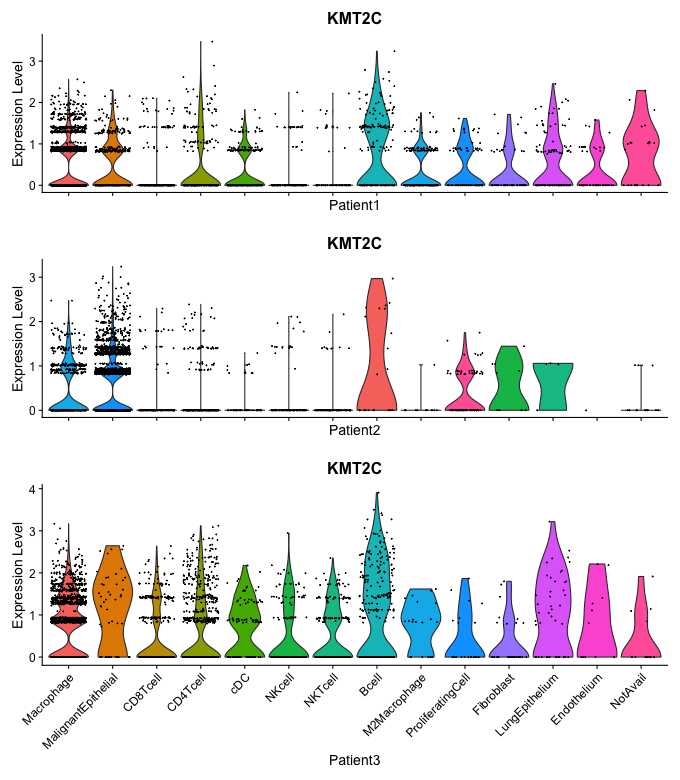 KMT2C
Expression Level
3
2
1
0
Patient1
KMT2C
Expression Level
3
2
1
0
Patient2
KMT2C
Expression Level
4
3
2
1
0
Macrophage
MalignantEpithelial
CD8Tcell
CD4Tcell
cDC
NKcell
NKTcell
Bcell
M2Macrophage
ProliferatingCell
Fibroblast
LungEpithelium
Endothelium
NotAvail
Patient3